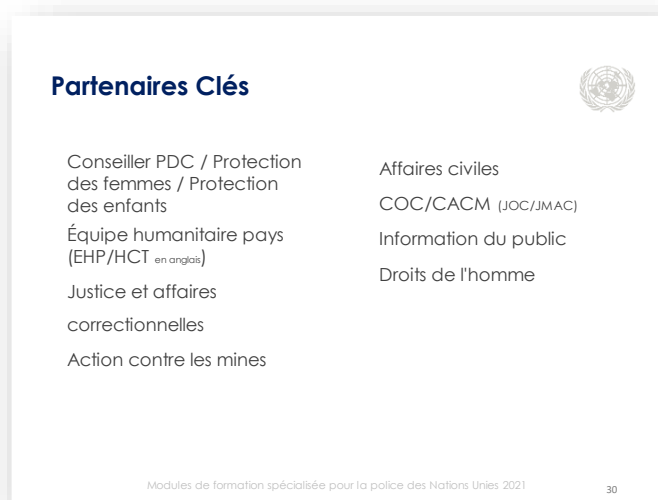 Partenaires Clés
Conseiller PDC / Protection
des femmes / Protection
des enfants
Équipe humanitaire pays
(EHP/HCT en anglais)
Justice et affaires
correctionnelles
Action contre les mines
Affaires civiles
COC/CACM (JOC/JMAC)
Information du public
Droits de l'homme
Modules de formation spécialisée pour la police des Nations Unies 2021
30